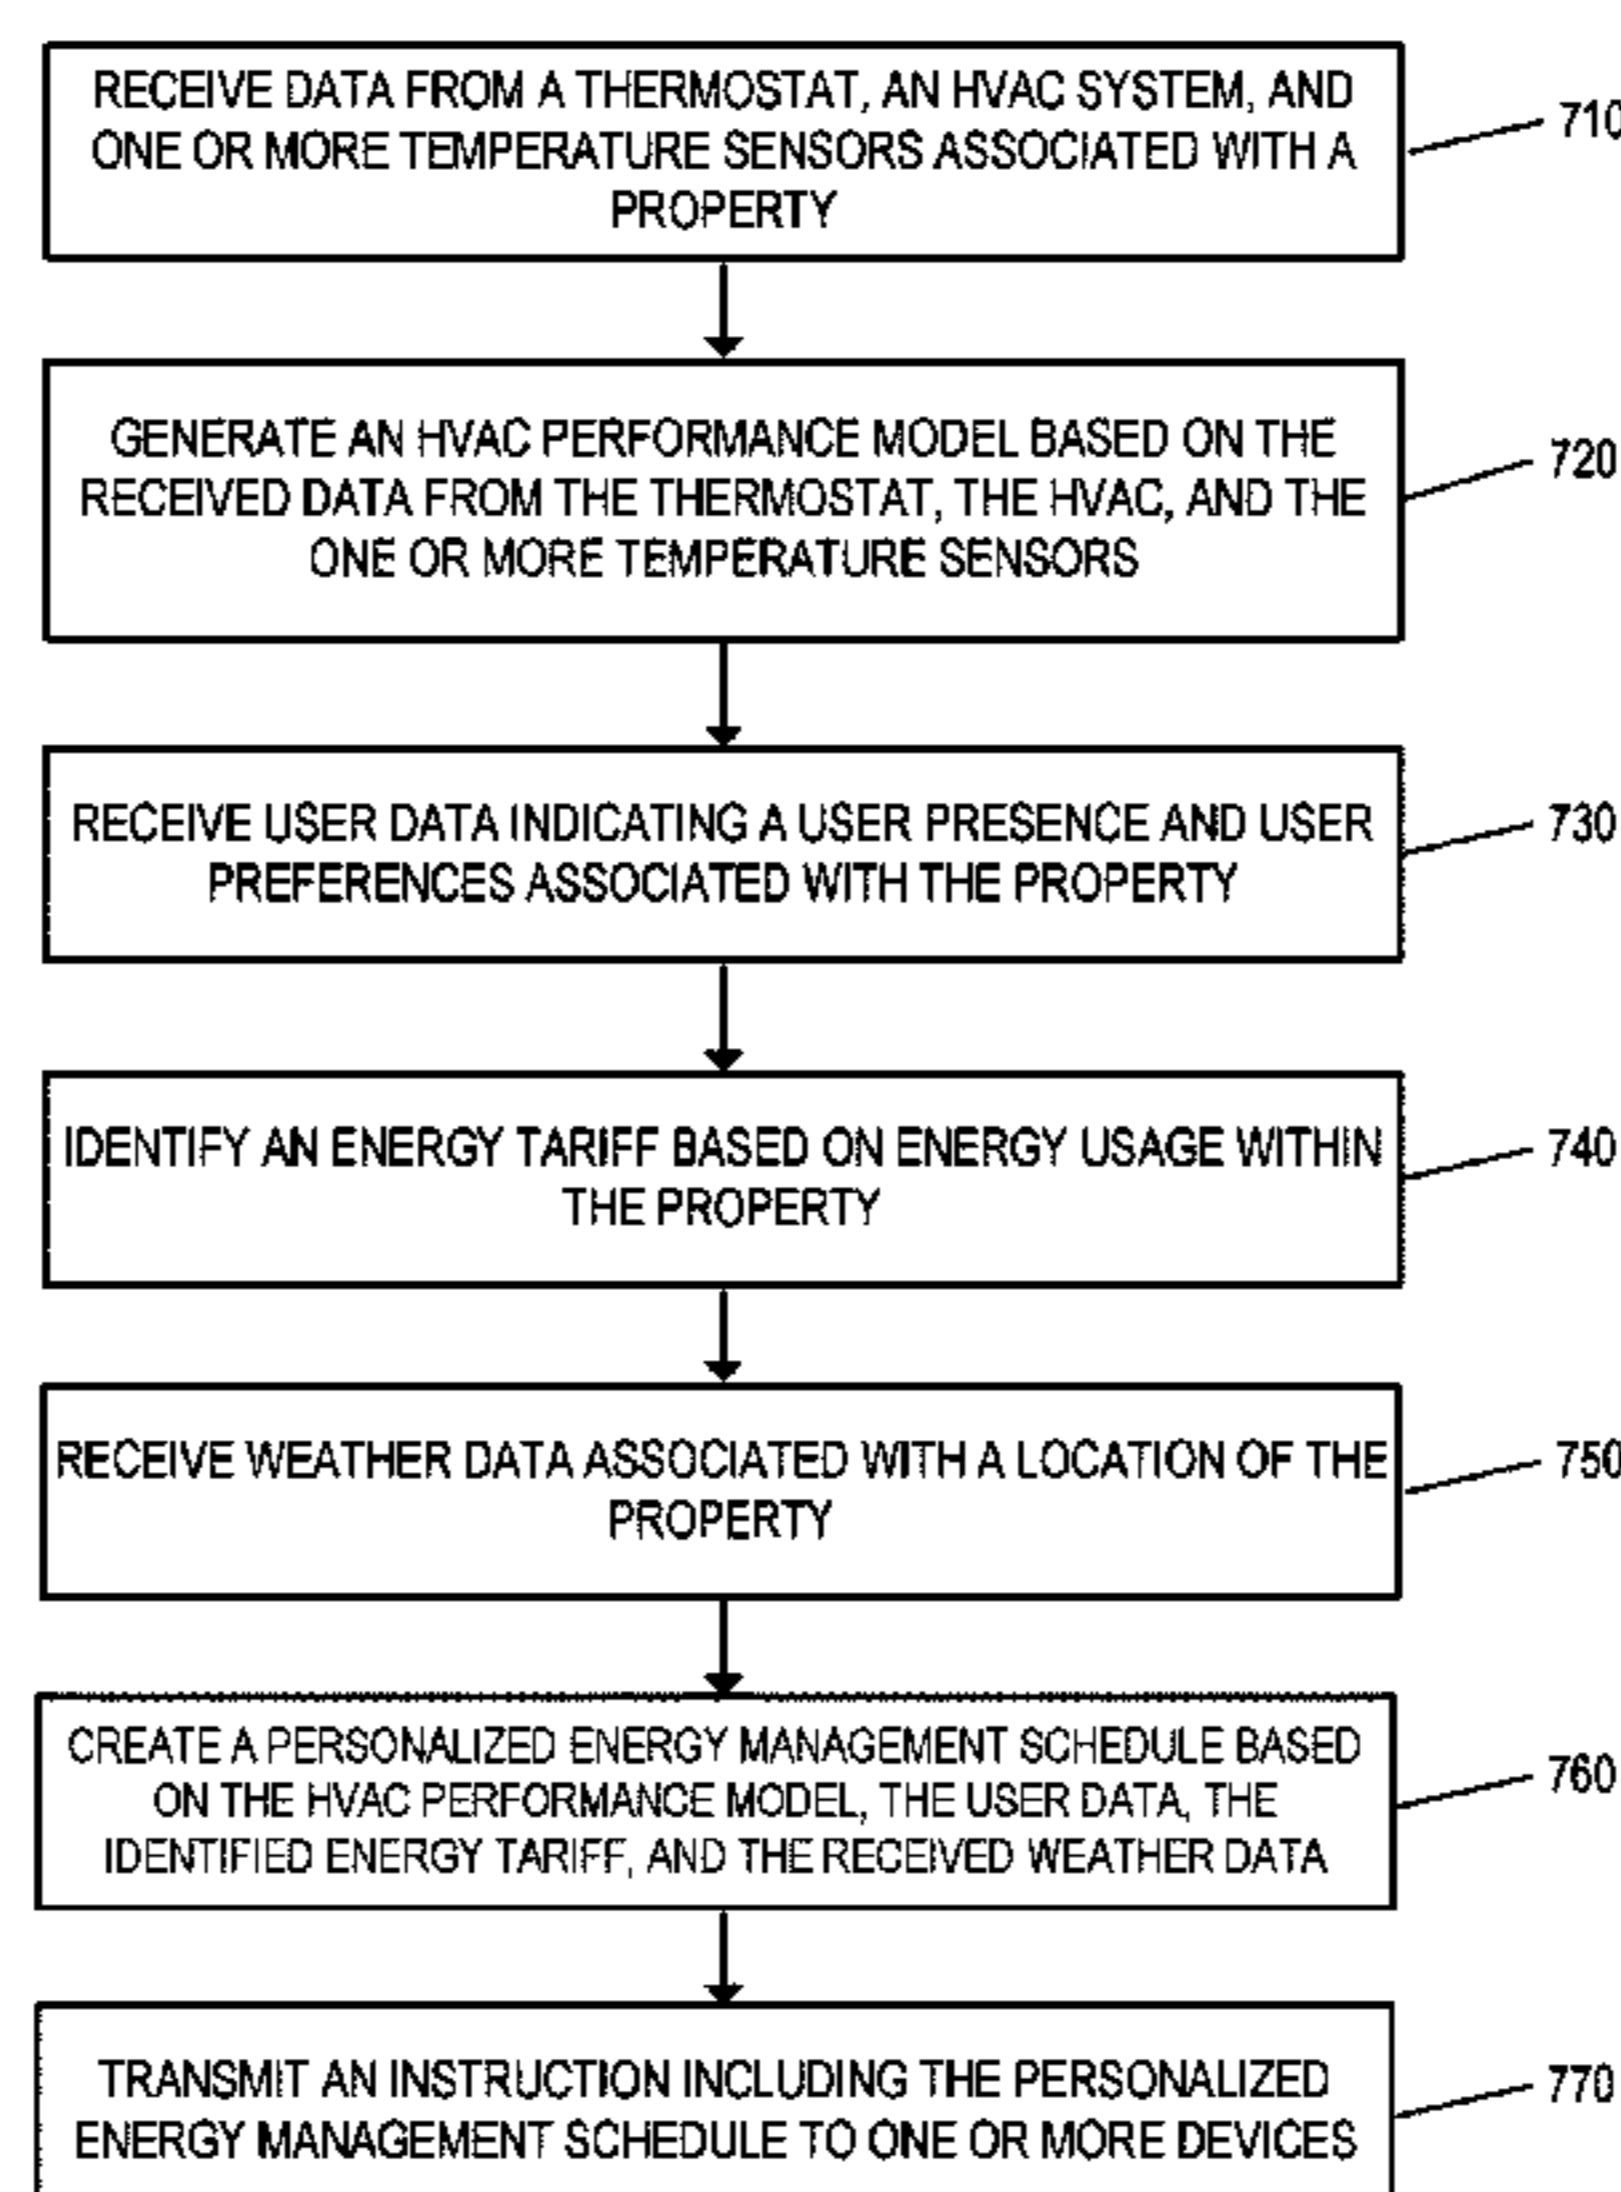 RECEIVE DATA FROM A THERMOSTAT, AN HVAC SYSTEM, AND
ONE OR MORE TEMPERATURE SENSORS ASSOCIATED WITH A
PROPERTY
710
GENERATE AN HVAC PERFORMANCE MODEL BASED ON THE
RECEIVED DATA FROM THE THERMOSTAT, THE HVAC, AND THE
ONE OR MORE TEMPERATURE SENSORS
720
RECEIVE USER DATA INDICATING A USER PRESENCE AND USER
PREFERENCES ASSOCIATED WITH THE PROPERTY
730
IDENTIFY AN ENERGY TARIFF BASED ON ENERGY USAGE WITHIN
THE PROPERTY
740
RECEIVE WEATHER DATA ASSOCIATED WITH A LOCATION OF THE
PROPERTY
750
CREATE A PERSONALIZED ENERGY MANAGEMENT SCHEDULE BASED
ON THE HVAC PERFORMANCE MODEL, THE USER DATA, THE
IDENTIFIED ENERGY TARIFF, AND THE RECEIVED WEATHER DATA
760
TRANSMIT AN INSTRUCTION INCLUDING THE PERSONALIZED
ENERGY MANAGEMENT SCHEDULE TO ONE OR MORE DEVICES
770